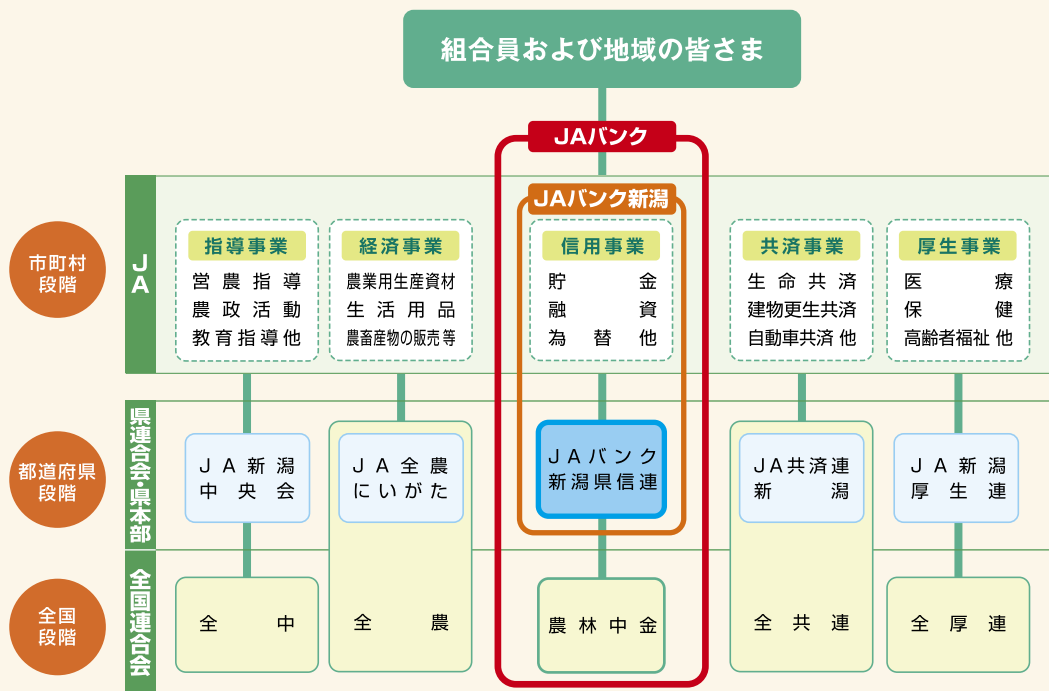 組合員および地域の皆さま
JAバンク
JAバンク新潟
市町村
段階
JA
指導事業
営農指導
農政活動
教育指導他
経済事業
農業用生産資材
生活用品
農畜産物の販売等
信用事業
貯金
融資
為替他
共済事業
生命共済
建物更生共済
自動車共済他
厚生事業
医療
保健
高齢者福祉他
都道府県
段階
県連合会・県本部
JA新潟
中央会
JA全農
にいがた
JAバンク
新潟県信連
JA共済連
新潟
JA新潟
厚生連
全国
段階
全国連合会
全中
全農
農林中金
全共連
全厚連